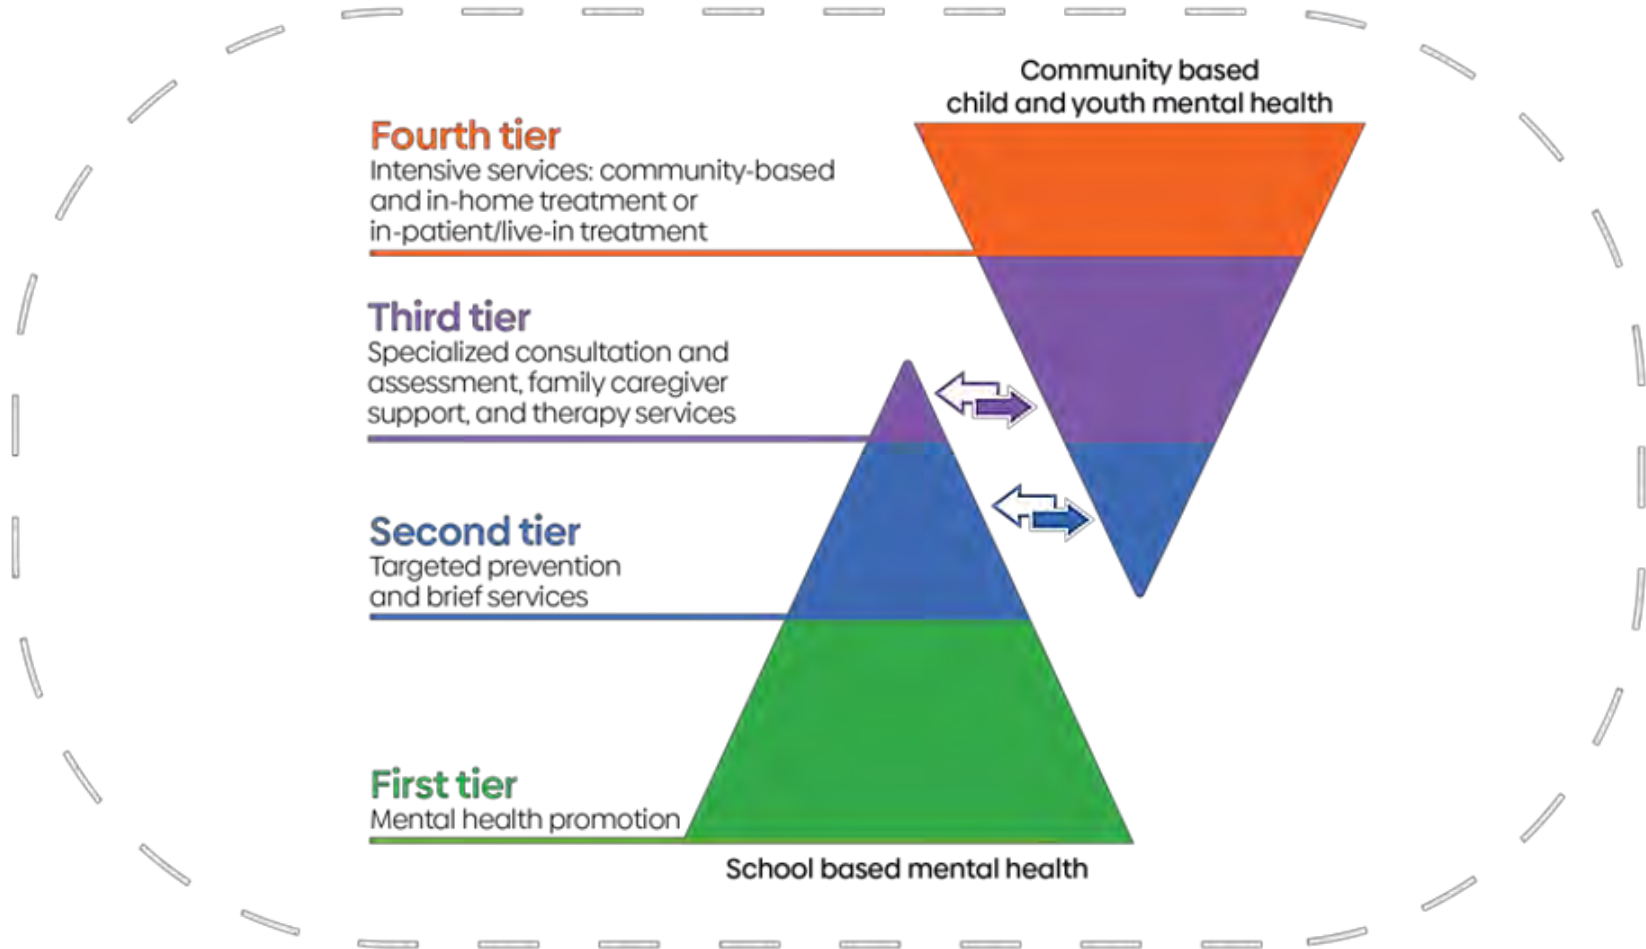 Community based
child and youth mental health
Fourth tier
Intensive services: community-based
and in-home treatment or
in-patient/live-in treatment
Third tier
Specialized consultation and
assessment, family caregiver
support, and therapy services
Second tier
Targeted prevention
and brief services
First tier
Mental health promotion
School based mental health